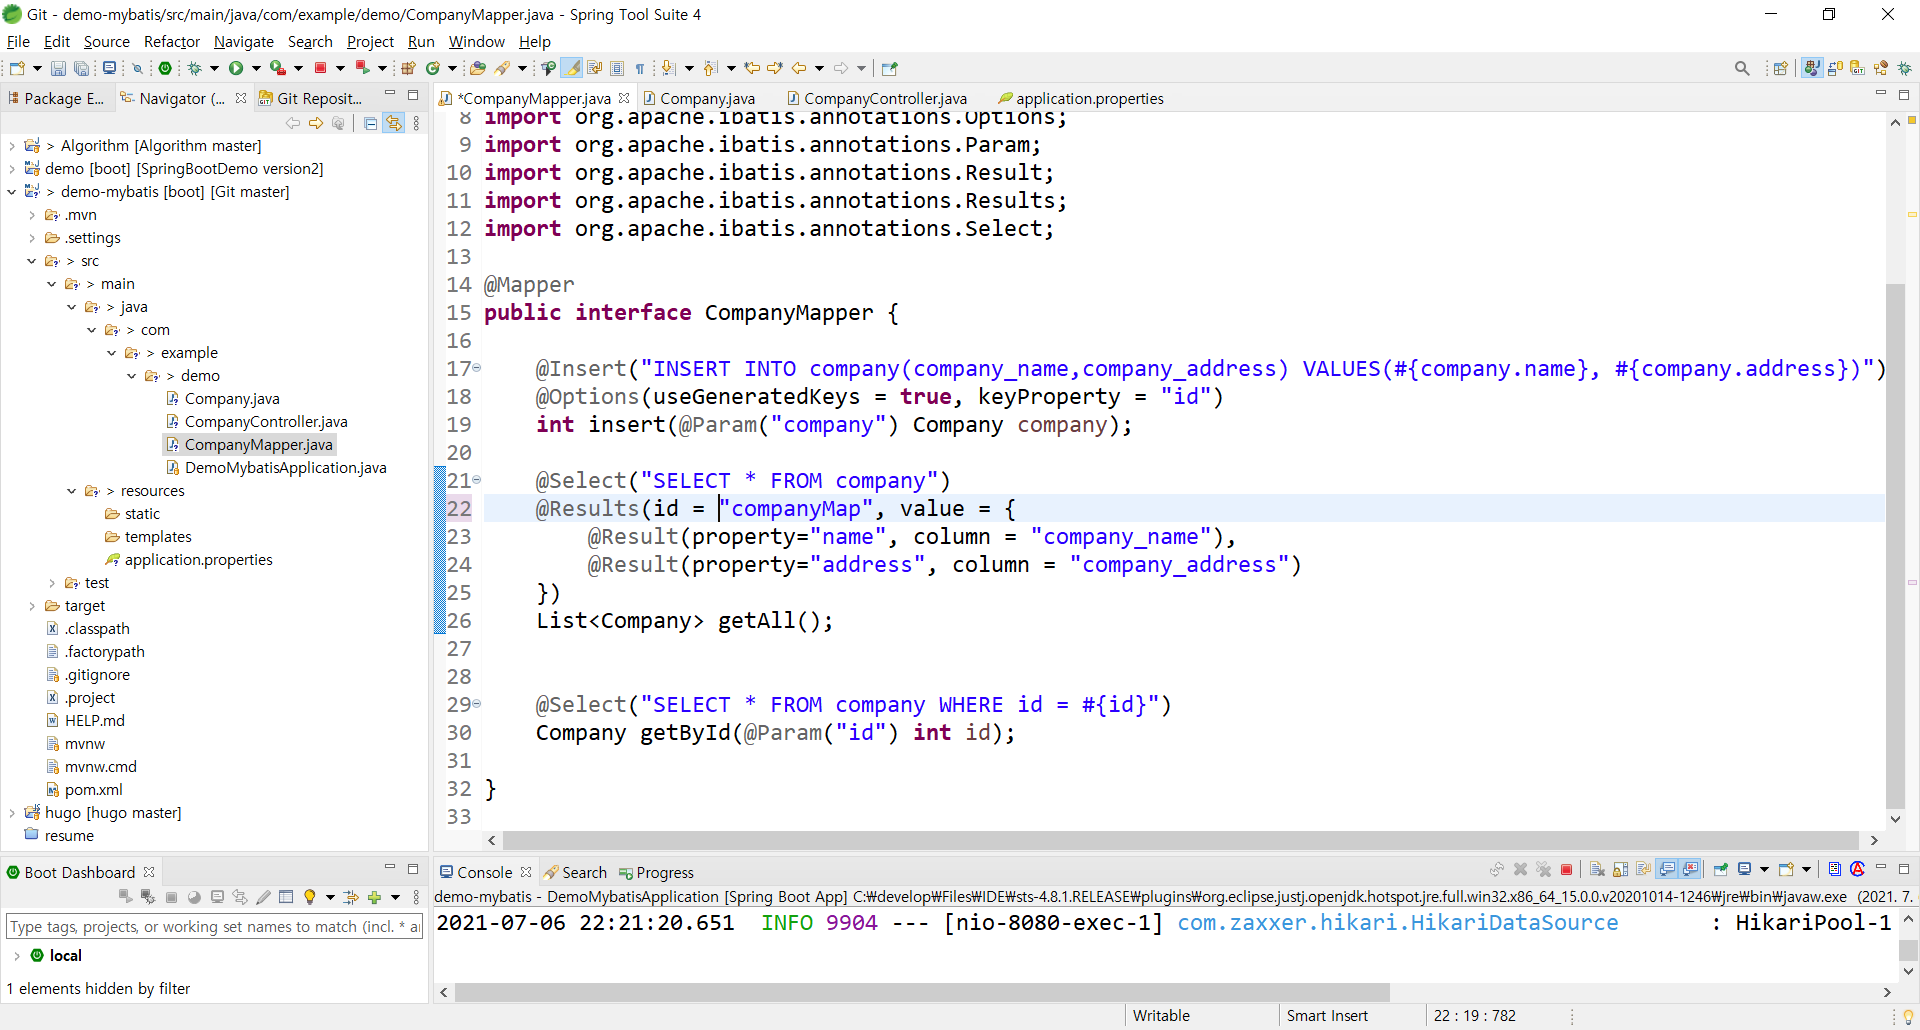 Git - demo-mybatis/src/main/java/com/example/demo/CompanyMapper.java - Spring Tool Suite 4
File Edit Source Refactor Navigate Search Project Run Window Help
Package E... Navigator (... Git Reposit...
> Algorithm [Algorithm master]
demo [boot] [SpringBootDemo version2]
> demo-mybatis [boot] [Git master]
.mvn
.settings
> src
> main
> java
> com
> example
> demo
Company.java
CompanyController.java
CompanyMapper.java
DemoMybatisApplication.java
> resources
static
templates
application.properties
test
target
.classpath
.factorypath
.gitignore
.project
HELP.md
mvnw
mvnw.cmd
pom.xml
hugo [hugo master]
resume
*CompanyMapper.java Company.java CompanyController.java application.properties
8 import org.apache.ibatis.annotations.Options;
9 import org.apache.ibatis.annotations.Param;
10 import org.apache.ibatis.annotations.Result;
11 import org.apache.ibatis.annotations.Results;
12 import org.apache.ibatis.annotations.Select;
13
14 @Mapper
15 public interface CompanyMapper {
16
17 @Insert("INSERT INTO company(company_name,company_address) VALUES(#{company.name}, #{company.address})")
18 @Options(useGeneratedKeys = true, keyProperty = "id")
19 int insert(@Param("company") Company company);
20
21 @Select("SELECT * FROM company")
22 @Results(id = "companyMap", value = {
23 @Result(property="name", column = "company_name"),
24 @Result(property="address", column = "company_address")
25 })
26 List<Company> getAll();
27
28
29 @Select("SELECT * FROM company WHERE id = #{id}")
30 Company getById(@Param("id") int id);
31
32 }
33
Boot Dashboard
Type tags, projects, or working set names to match (incl. * a
local
1 elements hidden by filter
Console Search Progress
demo-mybatis - DemoMybatisApplication [Spring Boot App] C:₩develop₩Files₩IDE₩sts-4.8.1.RELEASE₩plugins₩org.eclipse.justj.openjdk.hotspot.jre.full.win32.x86_64_15.0.0.v20201014-1246₩jre₩bin₩javaw.exe (2021. 7.
2021-07-06 22:21:20.651 INFO 9904 --- [nio-8080-exec-1] com.zaxxer.hikari.HikariDataSource : HikariPool-1
Writable Smart Insert 22 : 19 : 782